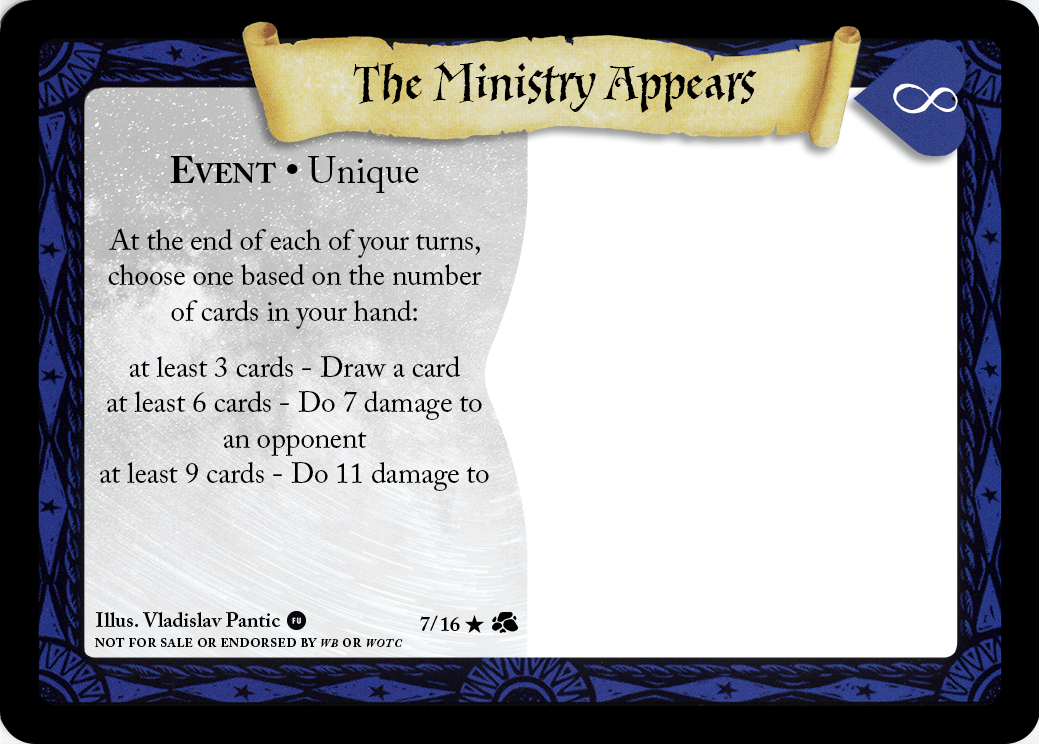 The Ministry Appears
∞
Event • Unique
At the end of each of your turns,
choose one based on the number
of cards in your hand:
at least 3 cards - Draw a card
at least 6 cards - Do 7 damage to
an opponent
at least 9 cards - Do 11 damage to
Illus. Vladislav Pantic FU
7/16 ★
NOT FOR SALE OR ENDORSED BY WB OR WOTC